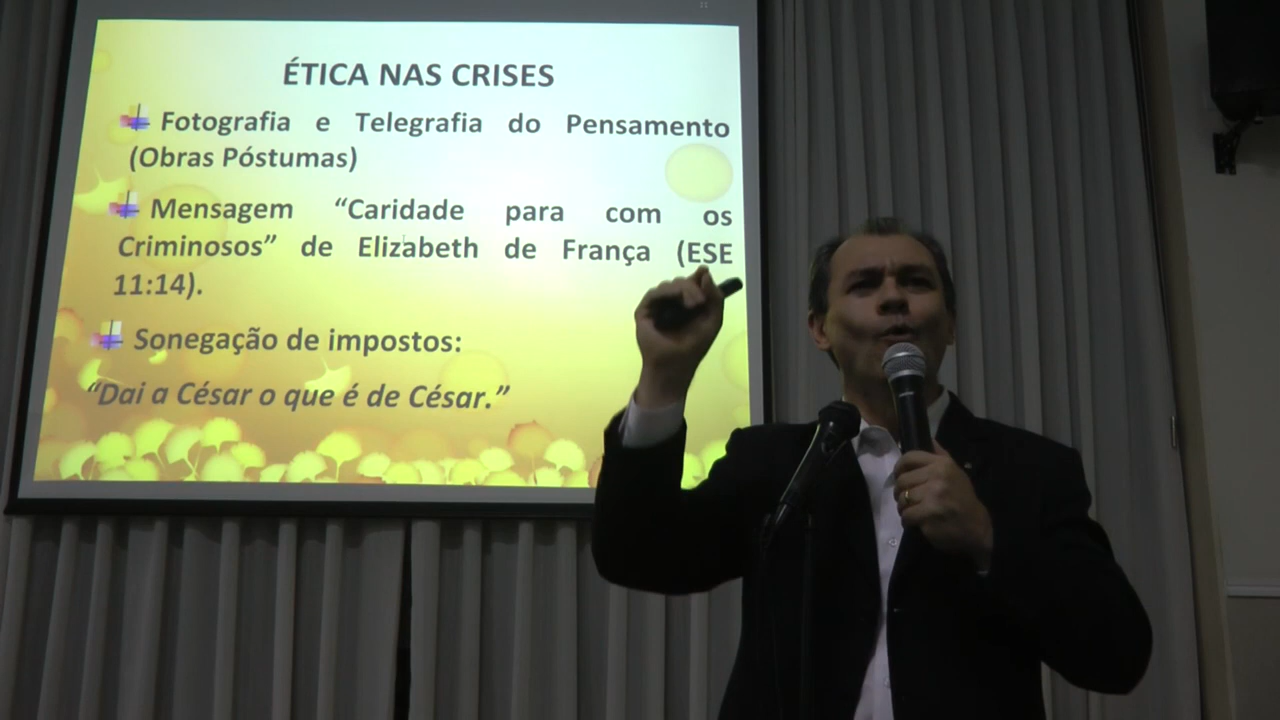 ÉTICA NAS CRISES
Fotografia e Telegrafia do Pensamento
(Obras Póstumas)
Mensagem “Caridade para com os
Criminosos” de Elizabeth de França (ESE
11:14).
Sonegação de impostos:
“Dai a César o que é de César.”